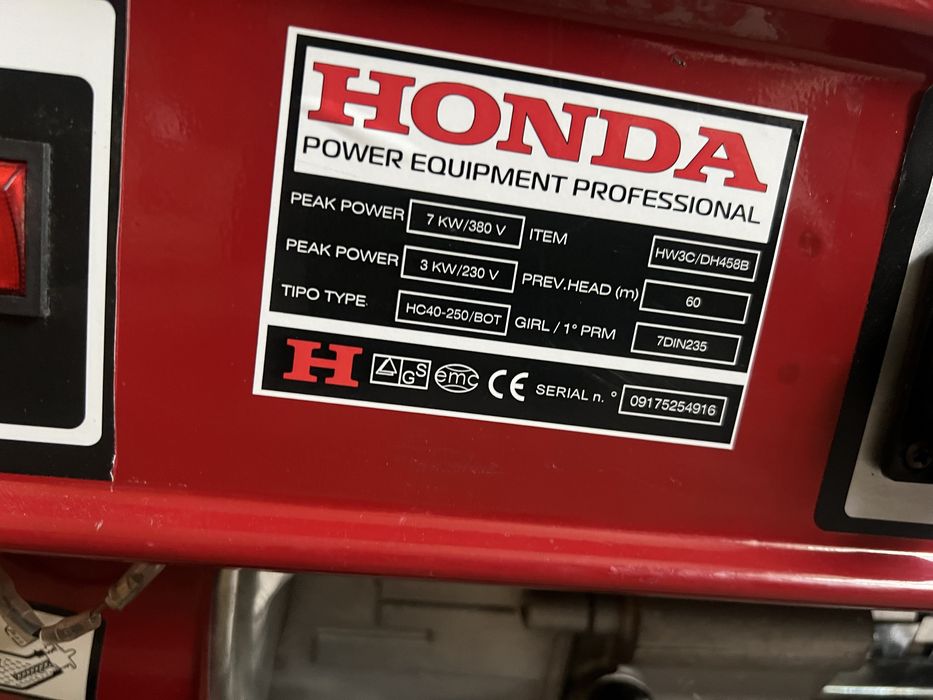 HONDA
POWER EQUIPMENT PROFESSIONAL
PEAK POWER 7 KW/380 V ITEM HW3C/DH458B
PEAK POWER 3 KW/230 V PREV.HEAD (m) 60
TIPO TYPE HC40-250/BOT GIRL / 1° PRM 7DIN235
H GS emc CE SERIAL n. ° 09175254916